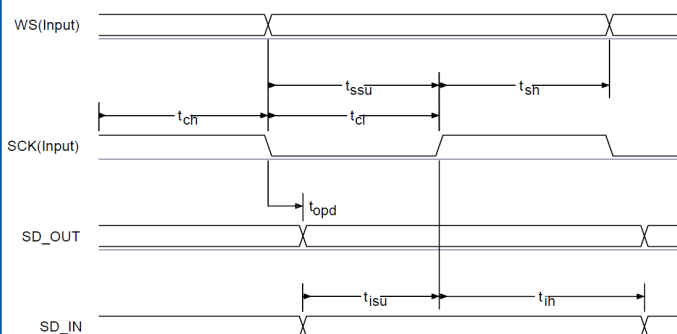 WS(Input)
tssu
tsh
tch
tcl
SCK(Input)
topd
SD_OUT
tisu
tih
SD_IN